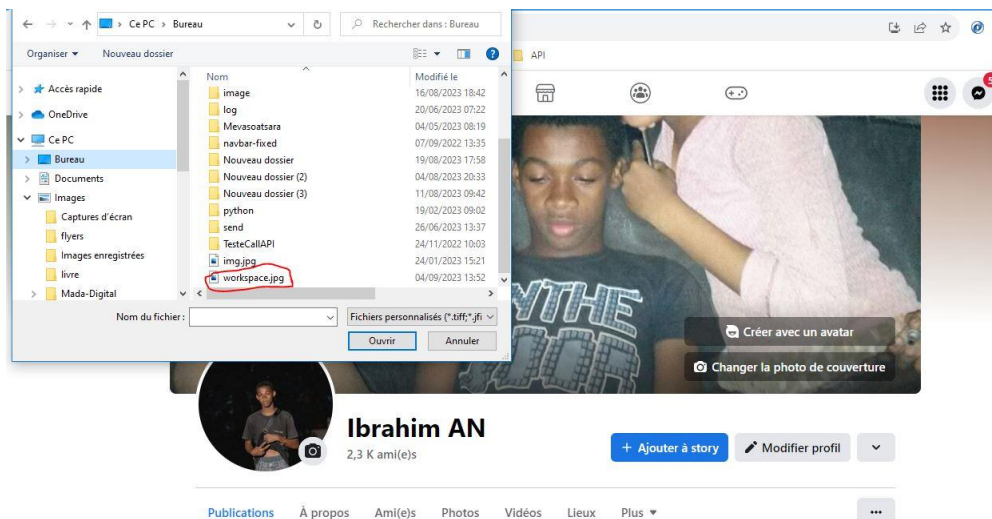 Ce PC
Bureau
Rechercher dans : Bureau
Organiser
Nouveau dossier
API
Accès rapide
OneDrive
Ce PC
Bureau
Documents
Images
Captures d'écran
flyers
Images enregistrées
livre
Mada-Digital
Nom
Modifié le
image
16/08/2023 18:42
log
20/06/2023 07:22
Mevasoatsara
04/05/2023 08:19
navbar-fixed
07/09/2022 13:35
Nouveau dossier
19/08/2023 17:58
Nouveau dossier (2)
04/08/2023 20:33
Nouveau dossier (3)
11/08/2023 09:42
python
19/02/2023 09:02
send
26/06/2023 13:37
TesteCallAPI
24/11/2022 10:03
img.jpg
24/01/2023 15:21
workspace.jpg
04/09/2023 13:52
Nom du fichier :
Fichiers personnalisés (*.tiff;*.jfi
Ouvrir
Annuler
Créer avec un avatar
Changer la photo de couverture
Ibrahim AN
2,3 K ami(e)s
+ Ajouter à story
Modifier profil
Publications
À propos
Ami(e)s
Photos
Vidéos
Lieux
Plus